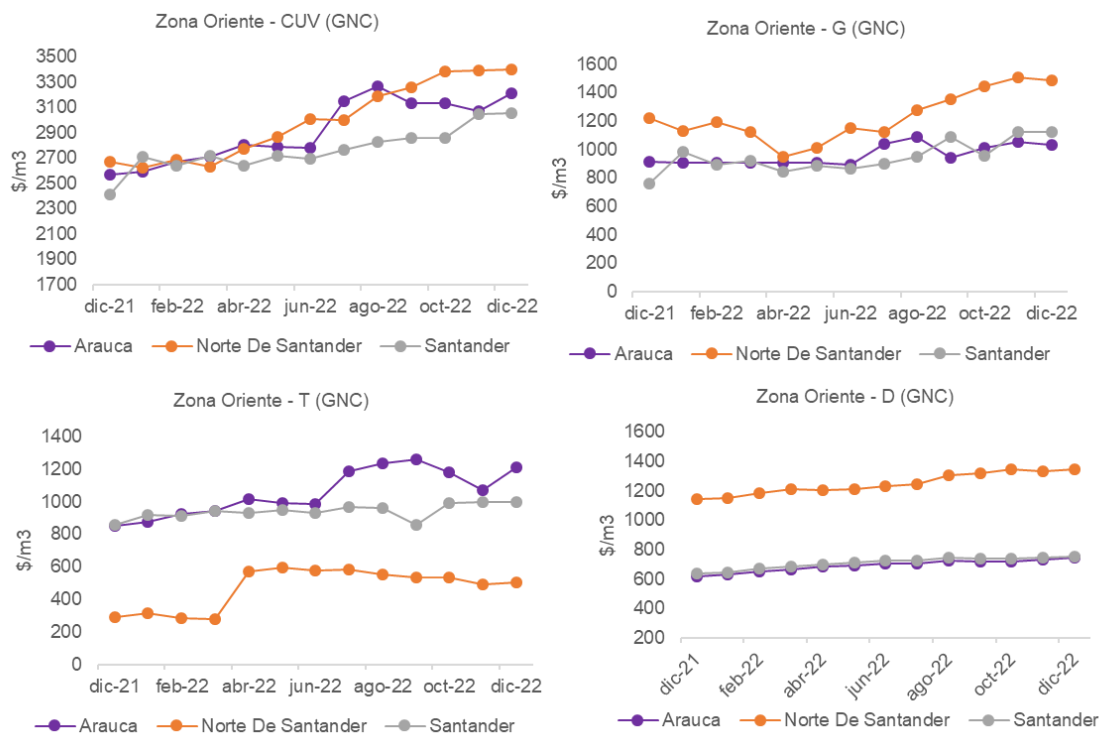 Zona Oriente - CUV (GNC)
3500
3300
3100
2900
2700
2500
2300
2100
1900
1700
$/m3
dic-21 feb-22 abr-22 jun-22 ago-22 oct-22 dic-22
Arauca Norte De Santander Santander
Zona Oriente - G (GNC)
1600
1400
1200
1000
800
600
400
200
0
$/m3
dic-21 feb-22 abr-22 jun-22 ago-22 oct-22 dic-22
Arauca Norte De Santander Santander
Zona Oriente - T (GNC)
1400
1200
1000
800
600
400
200
0
$/m3
dic-21 feb-22 abr-22 jun-22 ago-22 oct-22 dic-22
Arauca Norte De Santander Santander
Zona Oriente - D (GNC)
1600
1400
1200
1000
800
600
400
200
$/m3
dic-21 feb-22 abr-22 jun-22 ago-22 oct-22 dic-22
Arauca Norte De Santander Santander